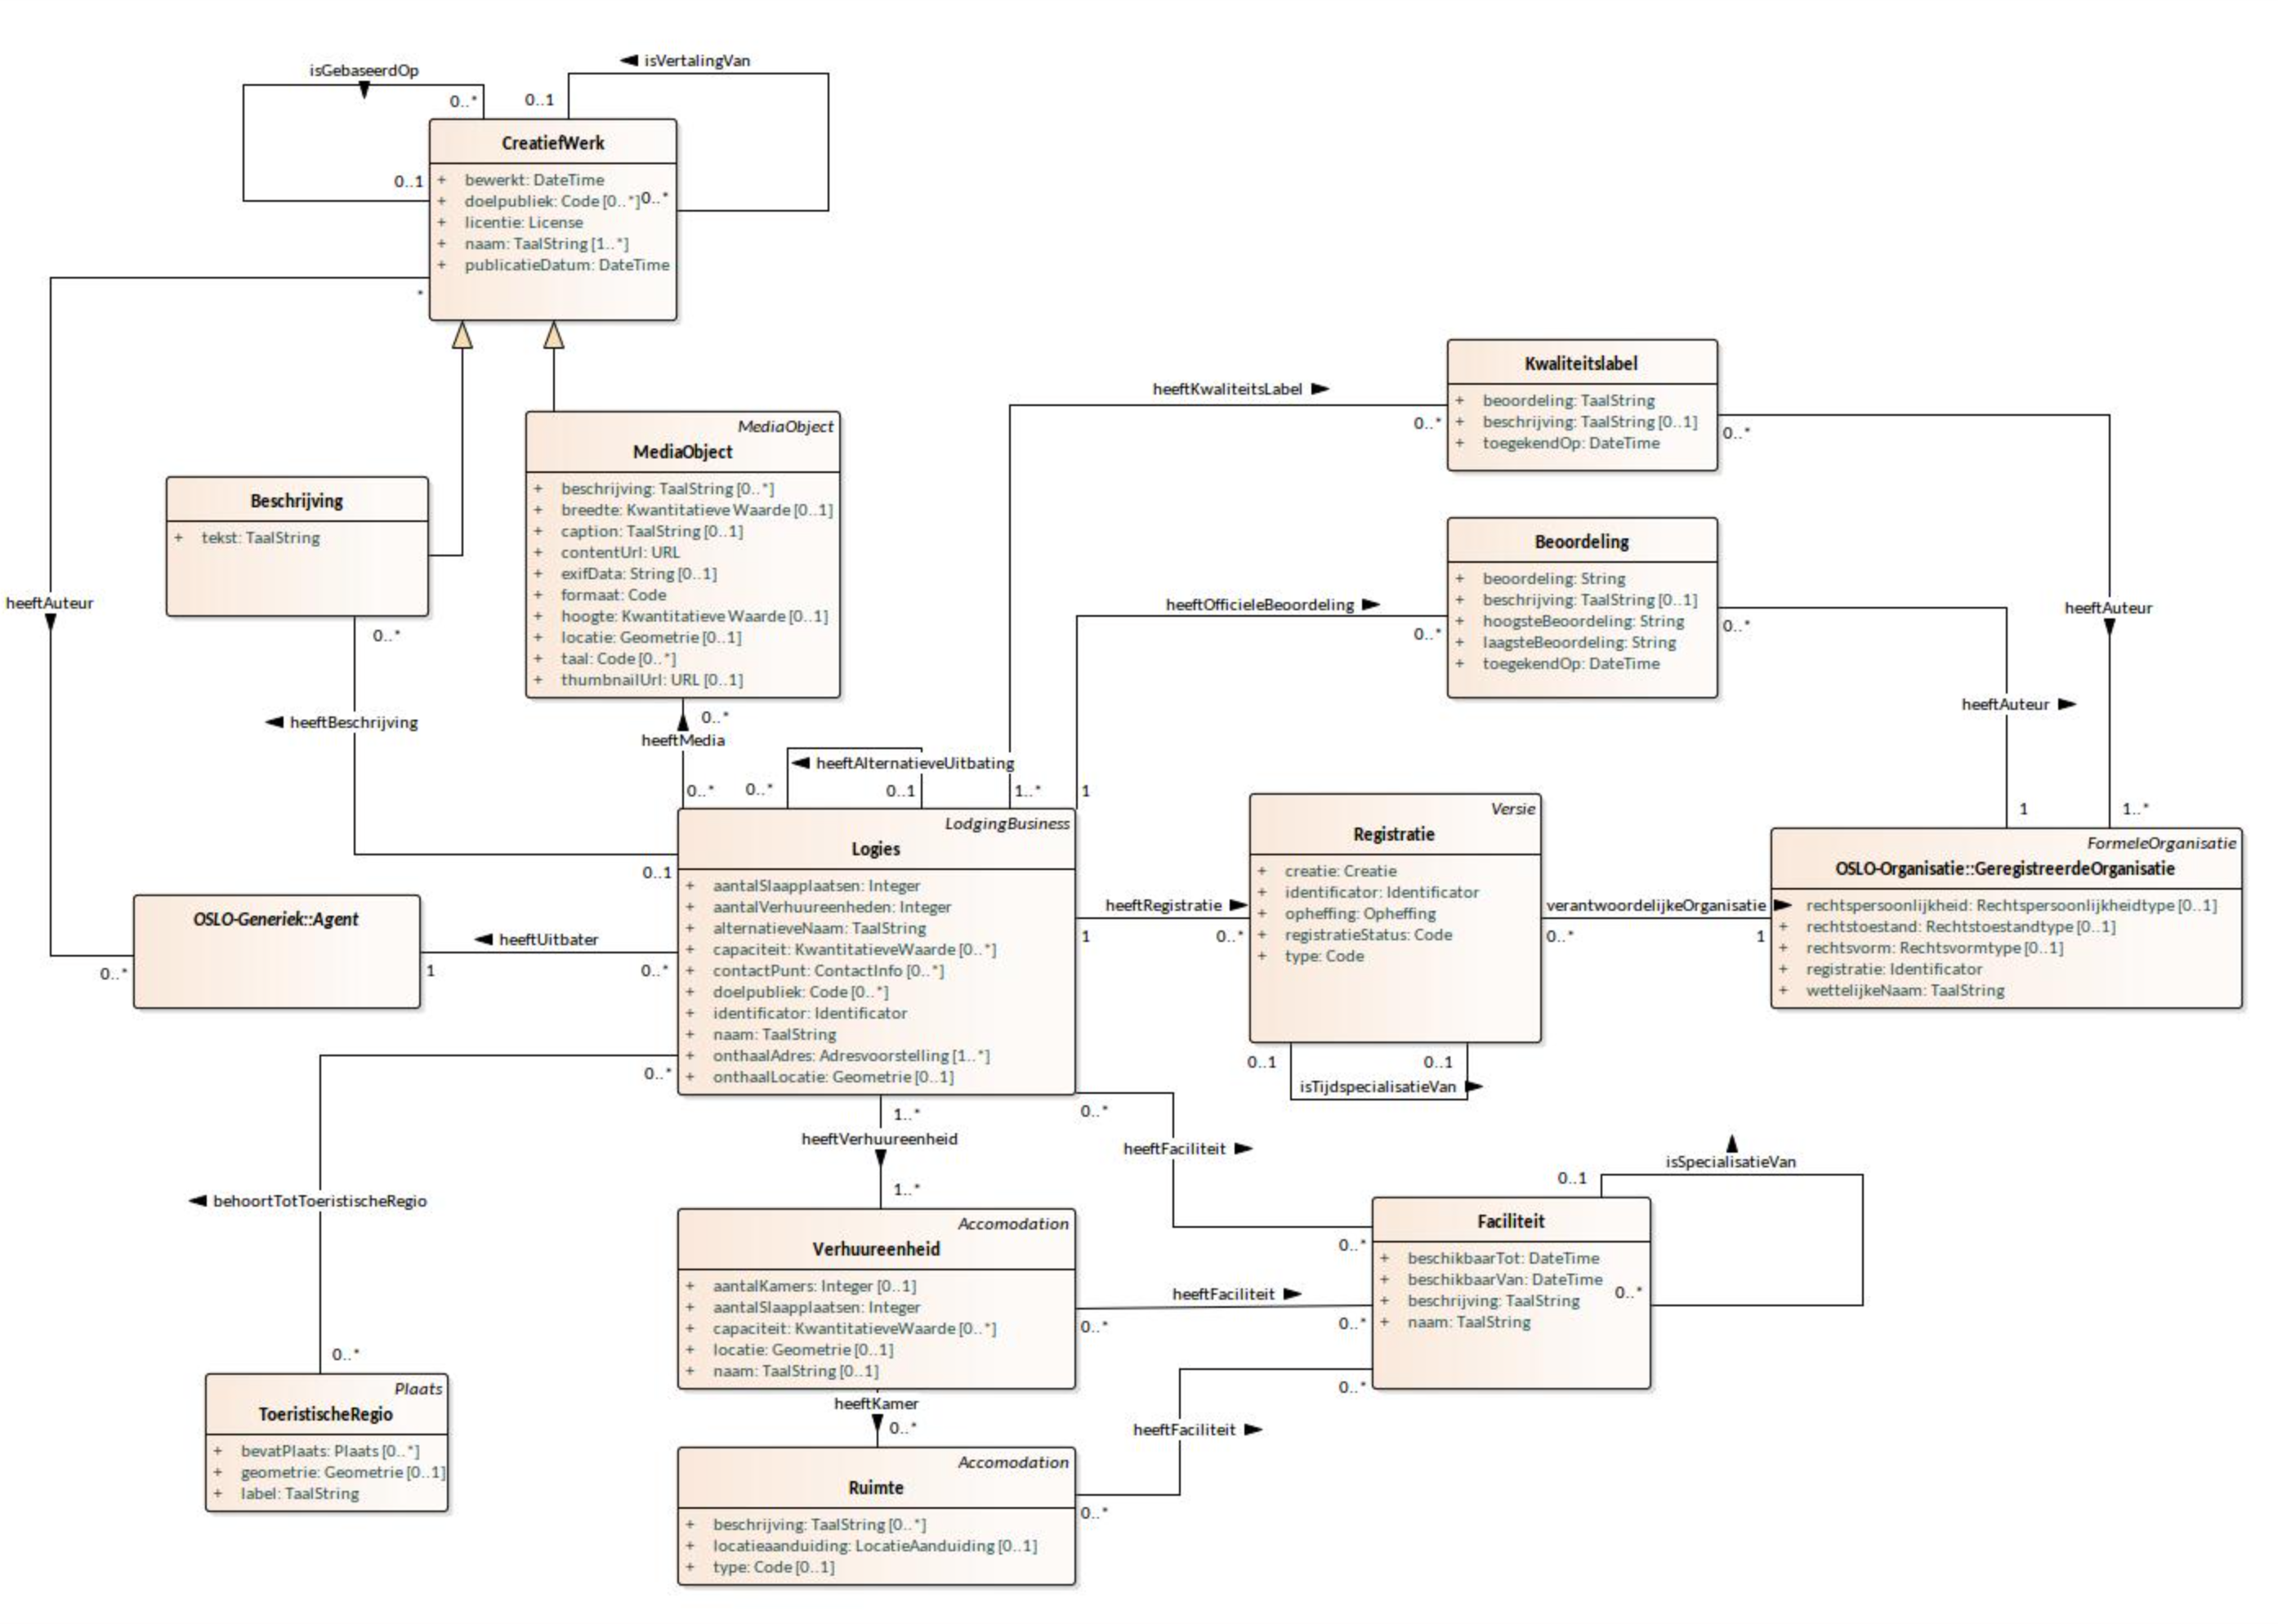 isGebaseerdOp
0..*
◄ isVertalingVan
0..1
CreatiefWerk
0..1
+ bewerkt: DateTime
+ doelpubliek: Code [0..*]
0..*
+ licentie: License
+ naam: TaalString [1..*]
+ publicatieDatum: DateTime
*
heeftAuteur
0..*
Beschrijving
+ tekst: TaalString
0..*
◄ heeftBeschrijving
0..1
MediaObject
MediaObject
+ beschrijving: TaalString [0..*]
+ breedte: Kwantitatieve Waarde [0..1]
+ caption: TaalString [0..1]
+ contentUrl: URL
+ exifData: String [0..1]
+ formaat: Code
+ hoogte: Kwantitatieve Waarde [0..1]
+ locatie: Geometrie [0..1]
+ taal: Code [0..*]
+ thumbnailUrl: URL [0..1]
0..*
heeftMedia
0..*
◄ heeftAlternatieveUitbating
0..*
0..1
heeftKwaliteitsLabel ►
1..*
0..*
Kwaliteitslabel
+ beoordeling: TaalString
+ beschrijving: TaalString [0..1]
+ toegekendOp: DateTime
0..*
heeftAuteur
1..*
heeftOfficieleBeoordeling ►
1
0..*
Beoordeling
+ beoordeling: String
+ beschrijving: TaalString [0..1]
+ hoogsteBeoordeling: String
+ laagsteBeoordeling: String
+ toegekendOp: DateTime
0..*
heeftAuteur ►
1
LodgingBusiness
Logies
+ aantalSlaapplaatsen: Integer
+ aantalVerhuureenheden: Integer
+ alternatieveNaam: TaalString
+ capaciteit: KwantitatieveWaarde [0..*]
+ contactPunt: ContactInfo [0..*]
+ doelpubliek: Code [0..*]
+ identificator: Identificator
+ naam: TaalString
+ onthaalAdres: Adresvoorstelling [1..*]
+ onthaalLocatie: Geometrie [0..1]
OSLO-Generiek::Agent
◄ heeftUitbater
1
0..*
heeftRegistratie ►
1
0..*
Versie
Registratie
+ creatie: Creatie
+ identificator: Identificator
+ opheffing: Opheffing
+ registratieStatus: Code
+ type: Code
0..1
0..1
isTijdspecialisatieVan ►
verantwoordelijkeOrganisatie ►
0..*
1
FormeleOrganisatie
OSLO-Organisatie::GeregistreerdeOrganisatie
+ rechtspersoonlijkheid: Rechtspersoonlijkheidtype [0..1]
+ rechtstoestand: Rechtstoestandtype [0..1]
+ rechtsvorm: Rechtsvormtype [0..1]
+ registratie: Identificator
+ wettelijkeNaam: TaalString
0..*
◄ behoortTotToeristischeRegio
0..*
Plaats
ToeristischeRegio
+ bevatPlaats: Plaats [0..*]
+ geometrie: Geometrie [0..1]
+ label: TaalString
1..*
heeftVerhuureenheid
1..*
Accomodation
Verhuureenheid
+ aantalKamers: Integer [0..1]
+ aantalSlaapplaatsen: Integer
+ capaciteit: KwantitatieveWaarde [0..*]
+ locatie: Geometrie [0..1]
+ naam: TaalString [0..1]
heeftKamer
0..*
Accomodation
Ruimte
+ beschrijving: TaalString [0..*]
+ locatieaanduiding: LocatieAanduiding [0..1]
+ type: Code [0..1]
0..*
heeftFaciliteit ►
0..*
heeftFaciliteit ►
0..*
0..*
heeftFaciliteit ►
0..*
0..*
isSpecialisatieVan
0..1
Faciliteit
+ beschikbaarTot: DateTime
+ beschikbaarVan: DateTime
+ beschrijving: TaalString
+ naam: TaalString
0..*